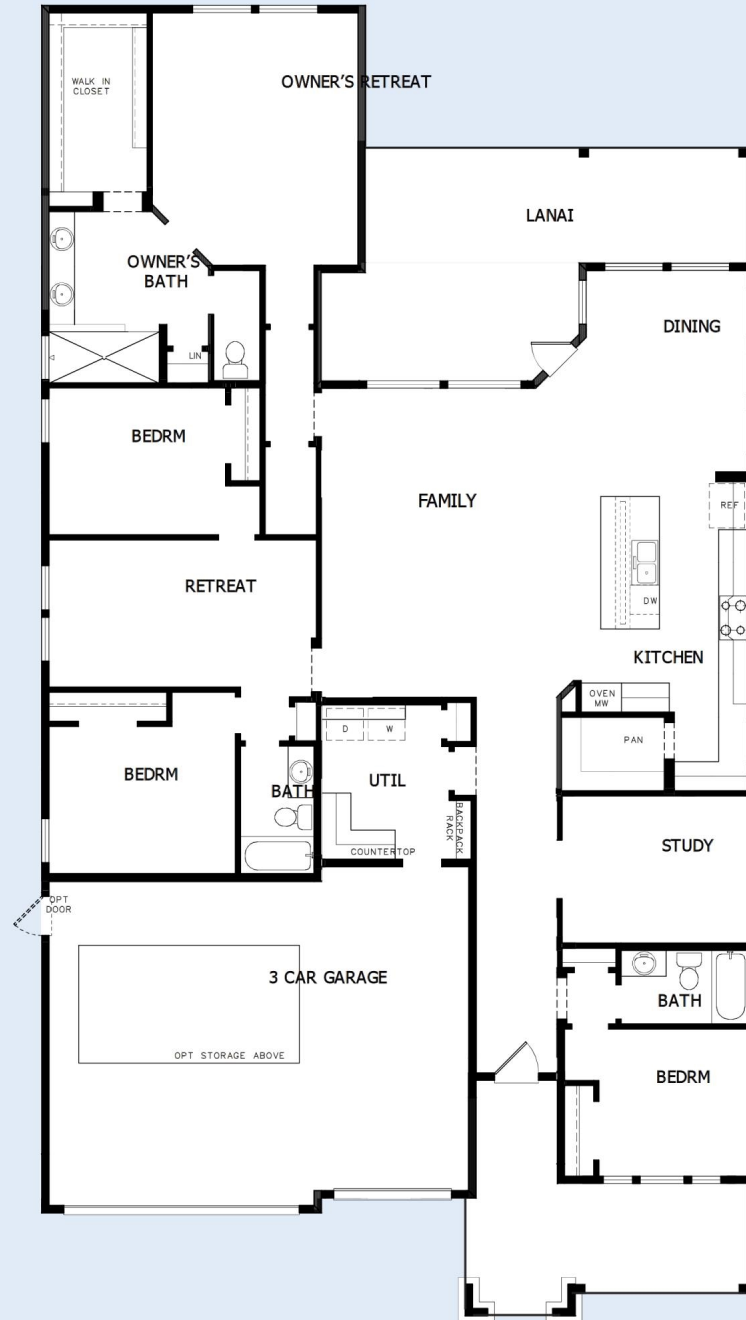 WALK IN
CLOSET
OWNER'S RETREAT
LANAI
OWNER'S
BATH
DINING
LIN
BEDRM
FAMILY
REF
RETREAT
DW
KITCHEN
OVEN
MW
D
W
PAN
BEDRM
UTIL
BATH
BACKPACK
RACK
COUNTERTOP
STUDY
OPT
DOOR
3 CAR GARAGE
BATH
OPT STORAGE ABOVE
BEDRM